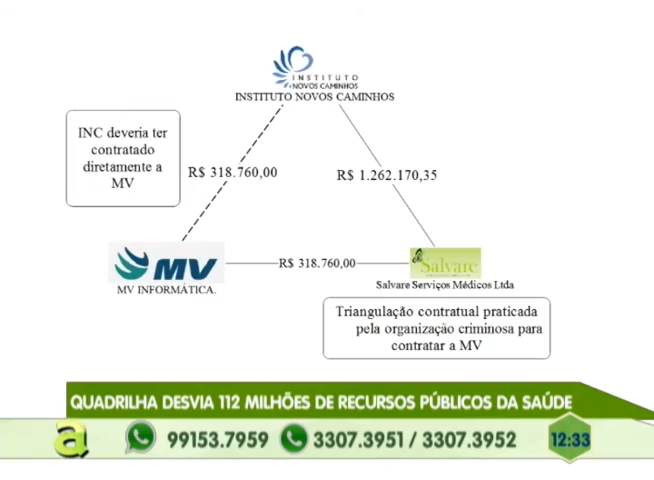 INSTITUTO
NOVOS CAMINHOS
INSTITUTO NOVOS CAMINHOS
INC deveria ter
contratado
diretamente a
MV
R$ 318.760,00
R$ 1.262.170,35
MV
MV INFORMÁTICA.
R$ 318.760,00
Salvare
Salvare Serviços Médicos Ltda
Triangulação contratual praticada
pela organização criminosa para
contratar a MV
QUADRILHA DESVIA 112 MILHÕES DE RECURSOS PÚBLICOS DA SAÚDE
a
99153.7959
3307.3951 / 3307.3952
12:33